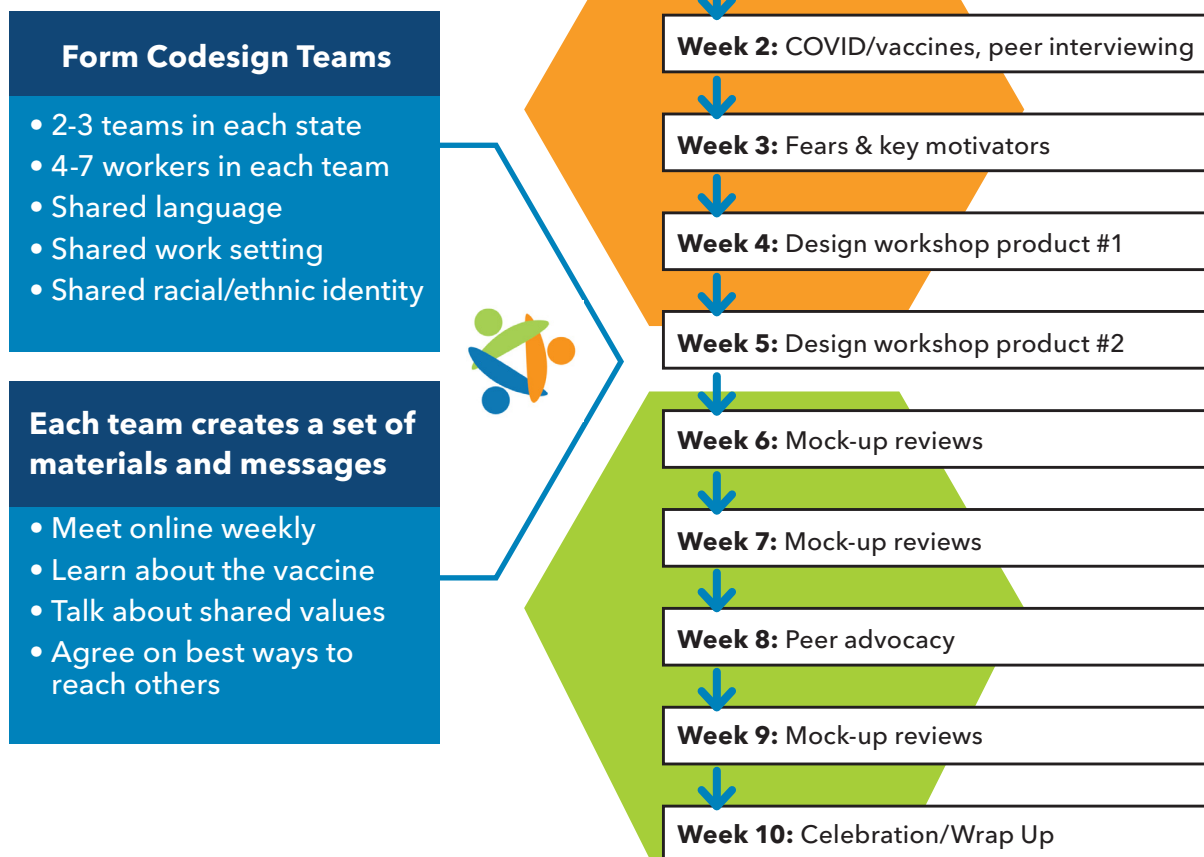 Form Codesign Teams
• 2-3 teams in each state
• 4-7 workers in each team
• Shared language
• Shared work setting
• Shared racial/ethnic identity
Each team creates a set of
materials and messages
• Meet online weekly
• Learn about the vaccine
• Talk about shared values
• Agree on best ways to
reach others
Week 2: COVID/vaccines, peer interviewing
Week 3: Fears & key motivators
Week 4: Design workshop product #1
Week 5: Design workshop product #2
Week 6: Mock-up reviews
Week 7: Mock-up reviews
Week 8: Peer advocacy
Week 9: Mock-up reviews
Week 10: Celebration/Wrap Up